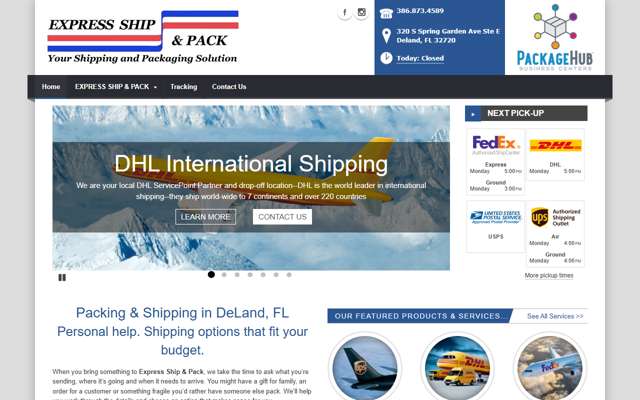 EXPRESS SHIP
& PACK
Your Shipping and Packaging Solution
386.873.4589
320 S Spring Garden Ave Ste E
Deland, FL 32720
Today: Closed
PACKAGEHUB
BUSINESS CENTERS
Home
EXPRESS SHIP & PACK
Tracking
Contact Us
DHL International Shipping
We are your local DHL ServicePoint Partner and drop-off location--DHL is the world leader in international
shipping--they ship world-wide to 7 continents and over 220 countries
LEARN MORE
CONTACT US
NEXT PICK-UP
FedEx
Authorized ShipCenter
Express
Monday 5:00 PM
Ground
Monday 3:00 PM
DHL
DHL
Monday 5:00 PM
UNITED STATES
POSTAL SERVICE
Approved Postal Provider
USPS
ups
Authorized
Shipping
Outlet
Air
Monday 4:00 PM
Ground
Monday 4:00 PM
More pickup times
Packing & Shipping in DeLand, FL
Personal help. Shipping options that fit your
budget.
When you bring something to Express Ship & Pack, we take the time to ask what you're
sending, where it's going and when it needs to arrive. You might have a gift for family, an
order for a customer or something fragile you'd rather have someone else pack. We'll help
OUR FEATURED PRODUCTS & SERVICES...
See All Services >>
ups
DHL
FedEx